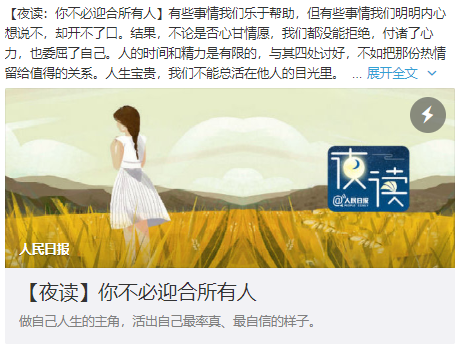 【夜读：你不必迎合所有人】有些事情我们乐于帮助，但有些事情我们明明内心
想说不，却开不了口。结果，不论是否心甘情愿，我们都没能拒绝，付诸了心
力，也委屈了自己。人的时间和精力是有限的，与其四处讨好，不如把那份热情
留给值得的关系。人生宝贵，我们不能总活在他人的目光里。 ... 展开全文
夜读
@人民日报
PEOPLE'S DAILY
人民日报
【夜读】你不必迎合所有人
做自己人生的主角，活出自己最率真、最自信的样子。